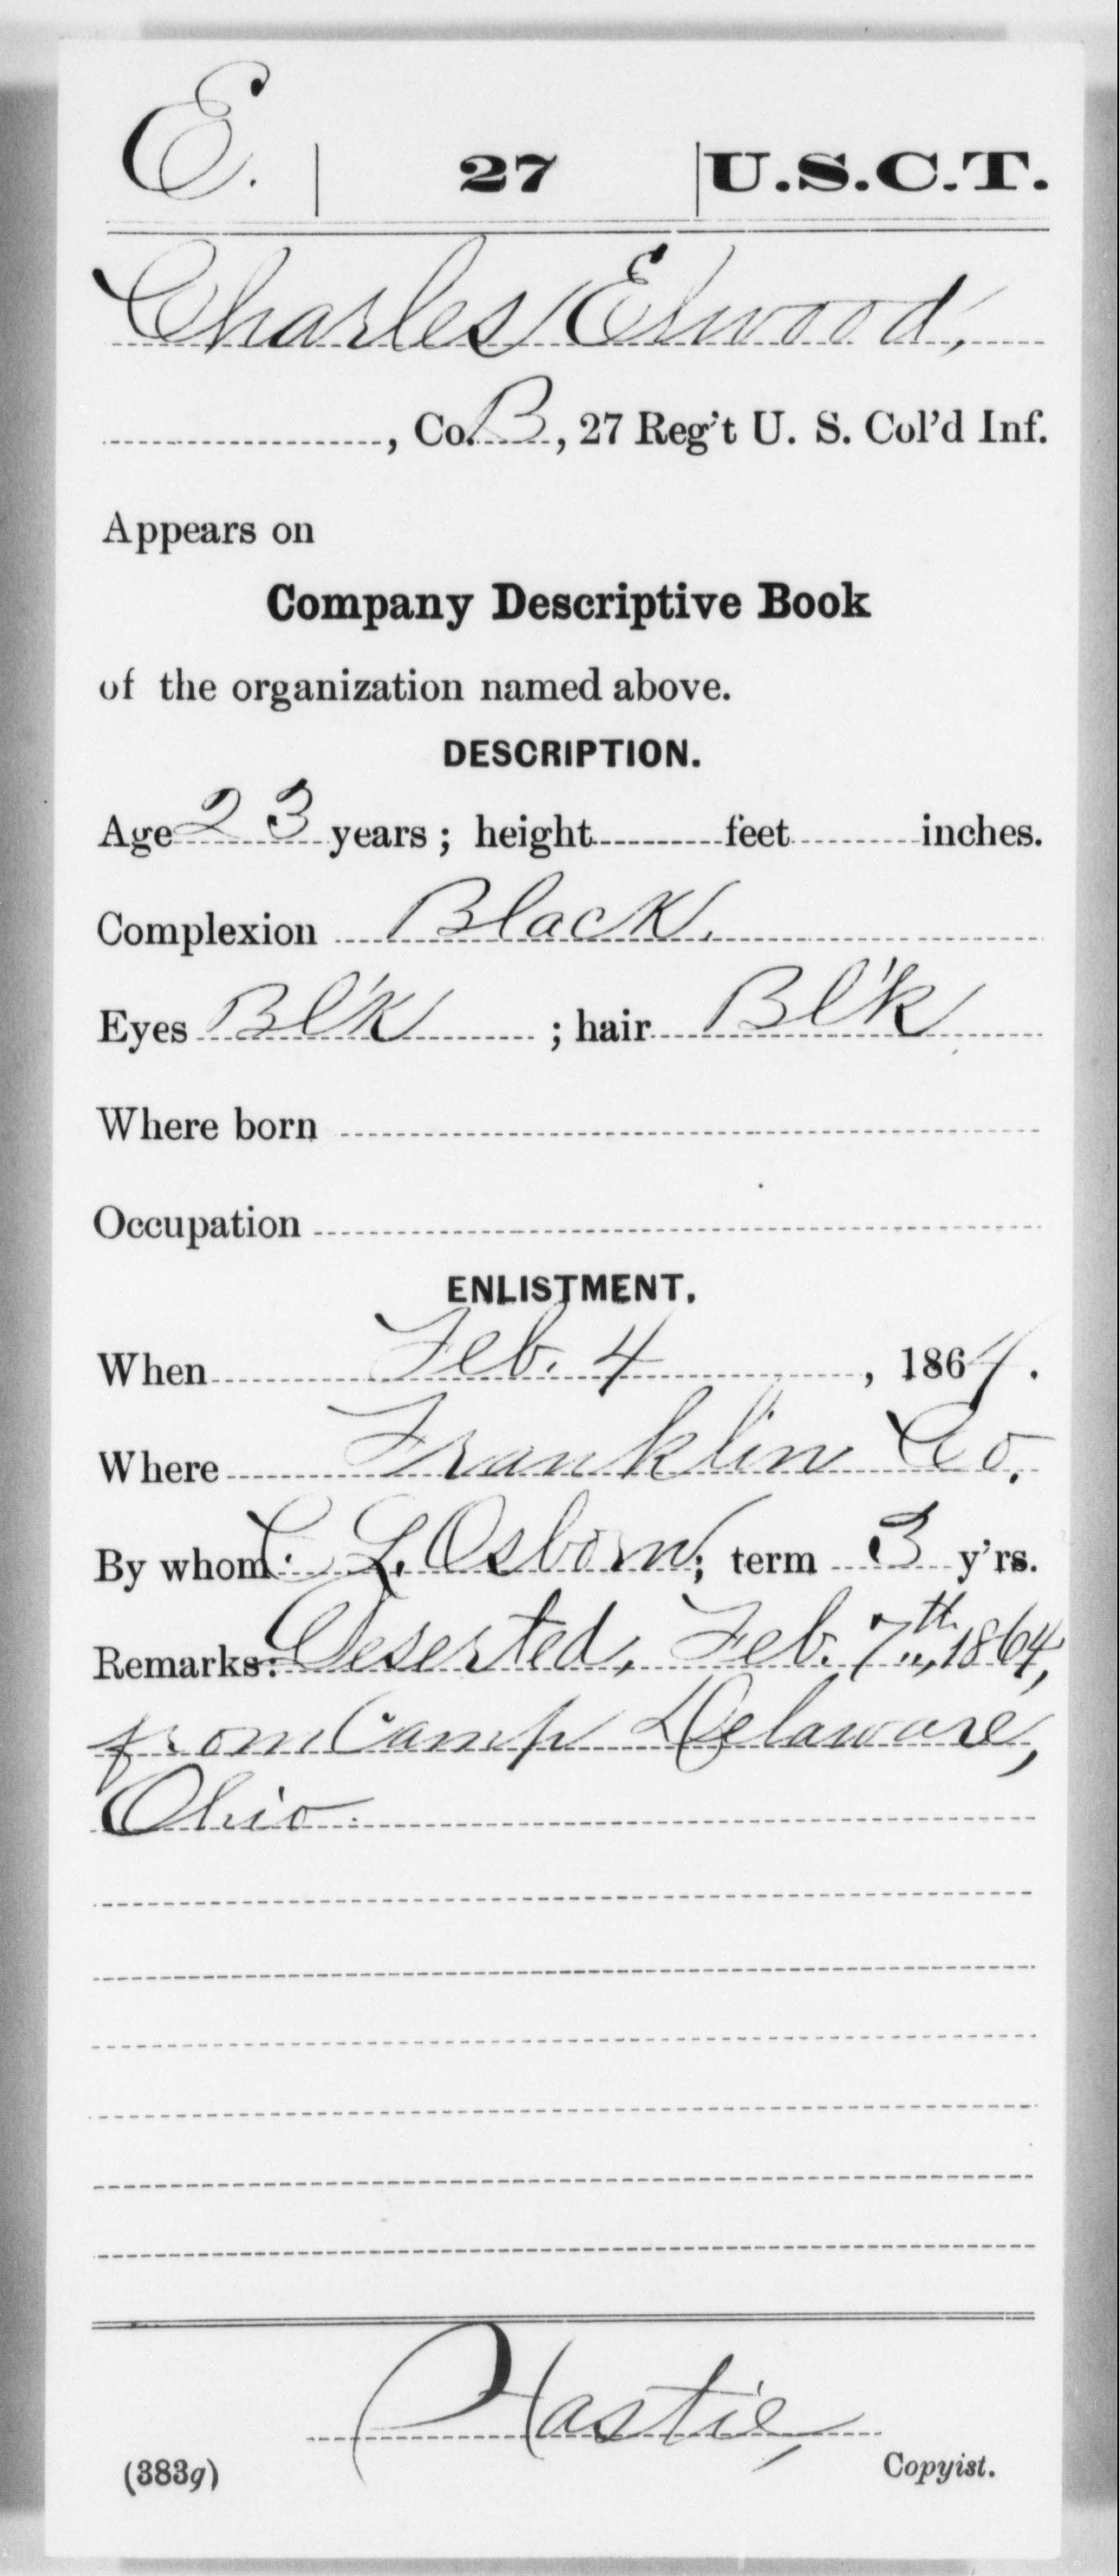 E. 27 U.S.C.T.
Charles Elwood,
, Co. B, 27 Reg't U. S. Col'd Inf.
Appears on
Company Descriptive Book
of the organization named above.
DESCRIPTION.
Age 23 years; height feet inches.
Complexion Black.
Eyes Bl'k; hair Bl'k
Where born
Occupation
ENLISTMENT.
When Feb. 4, 1864.
Where Franklin Co.
By whom C. L. Osborn; term 3 y'rs.
Remarks: Deserted, Feb. 7th, 1864,
from Camp Delaware,
Ohio.
Hastie,
(383g) Copyist.